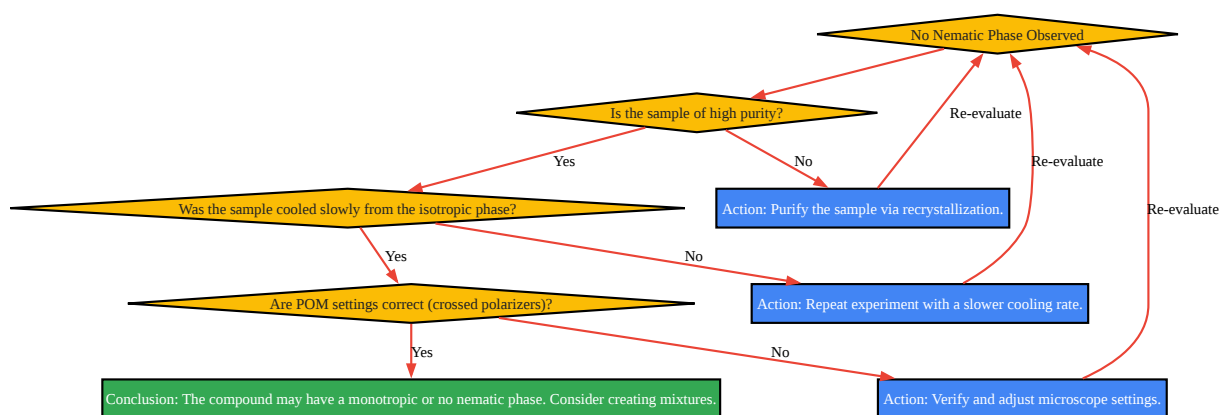 No Nematic Phase Observed
Is the sample of high purity?
Re-evaluate
Yes
No
Re-evaluate
Was the sample cooled slowly from the isotropic phase?
Action: Purify the sample via recrystallization.
Re-evaluate
Yes
No
Are POM settings correct (crossed polarizers)?
Action: Repeat experiment with a slower cooling rate.
Yes
No
Conclusion: The compound may have a monotropic or no nematic phase. Consider creating mixtures.
Action: Verify and adjust microscope settings.